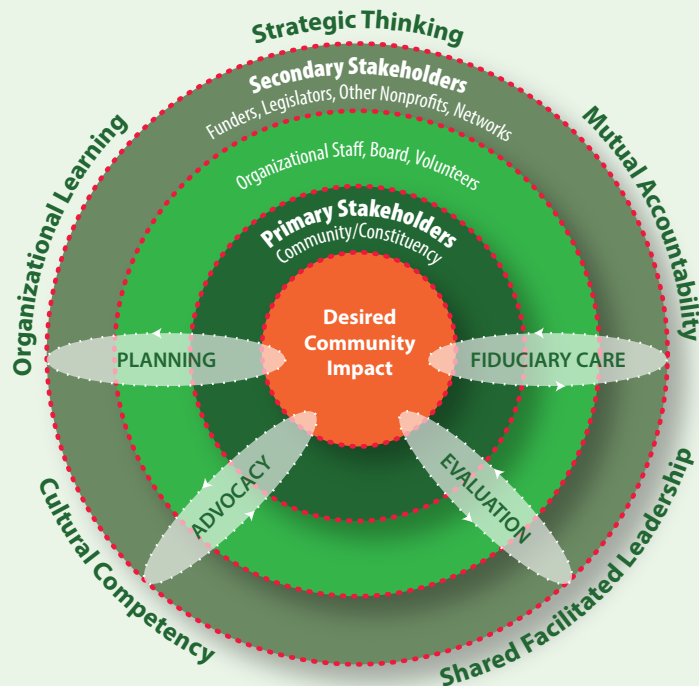 Strategic Thinking
Secondary Stakeholders
Funders, Legislators, Other Nonprofits, Networks
Organizational Staff, Board, Volunteers
Primary Stakeholders
Community/Constituency
Organizational Learning
Mutual Accountability
Desired
Community
Impact
PLANNING
FIDUCIARY CARE
ADVOCACY
EVALUATION
Cultural Competency
Shared Facilitated Leadership